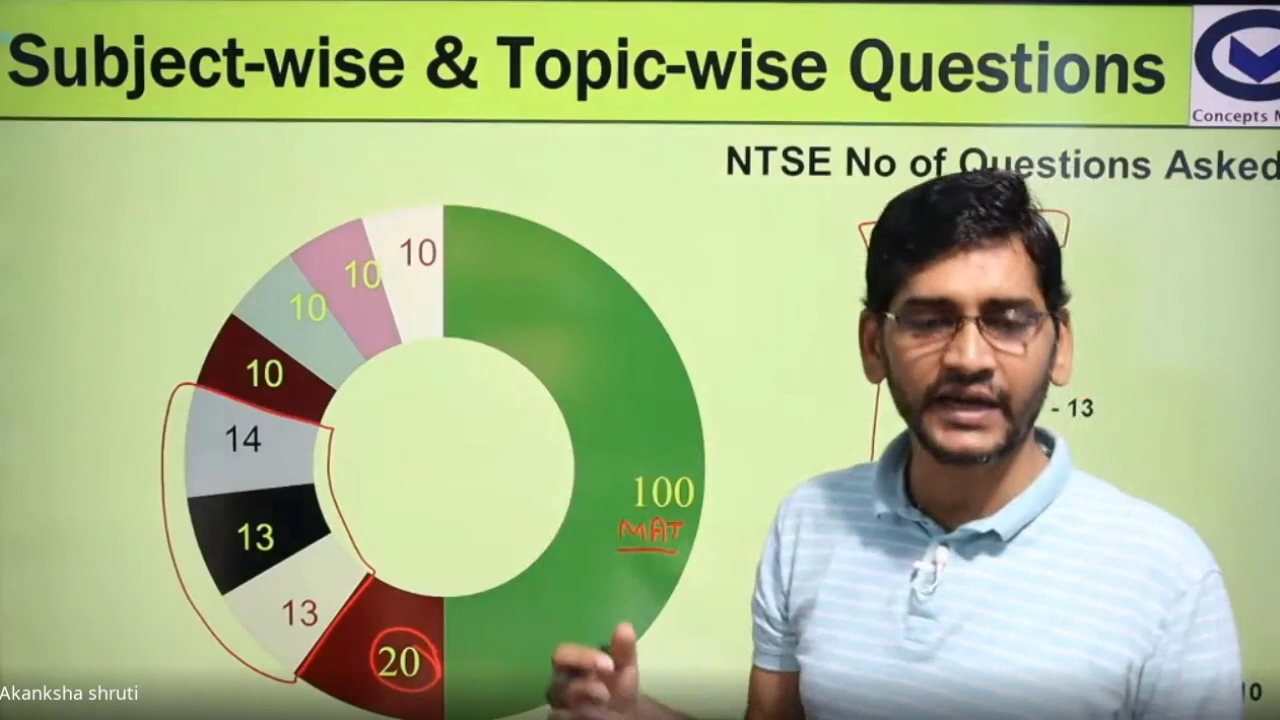 Subject-wise & Topic-wise Questions
Concepts
NTSE No of Questions Asked
10
10
10
10
14
- 13
100
MAT
13
13
20
Akanksha shruti
10